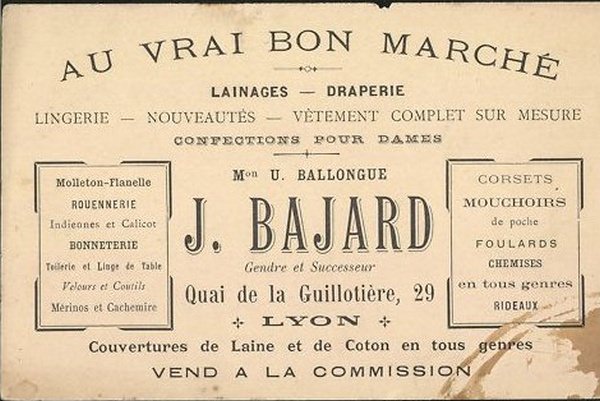 AU VRAI BON MARCHÉ
LAINAGES — DRAPERIE
LINGERIE — NOUVEAUTÉS — VÊTEMENT COMPLET SUR MESURE
CONFECTIONS POUR DAMES
Mon U. BALLONGUE
J. BAJARD
Gendre et Successeur
Quai de la Guillotière, 29
LYON
Molleton-Flanelle
ROUENNERIE
Indiennes et Calicot
BONNETERIE
Toilerie et Linge de Table
Velours et Coutils
Mérinos et Cachemire
CORSETS
MOUCHOIRS
de poche
FOULARDS
CHEMISES
en tous genres
RIDEAUX
Couvertures de Laine et de Coton en tous genres
VEND A LA COMMISSION